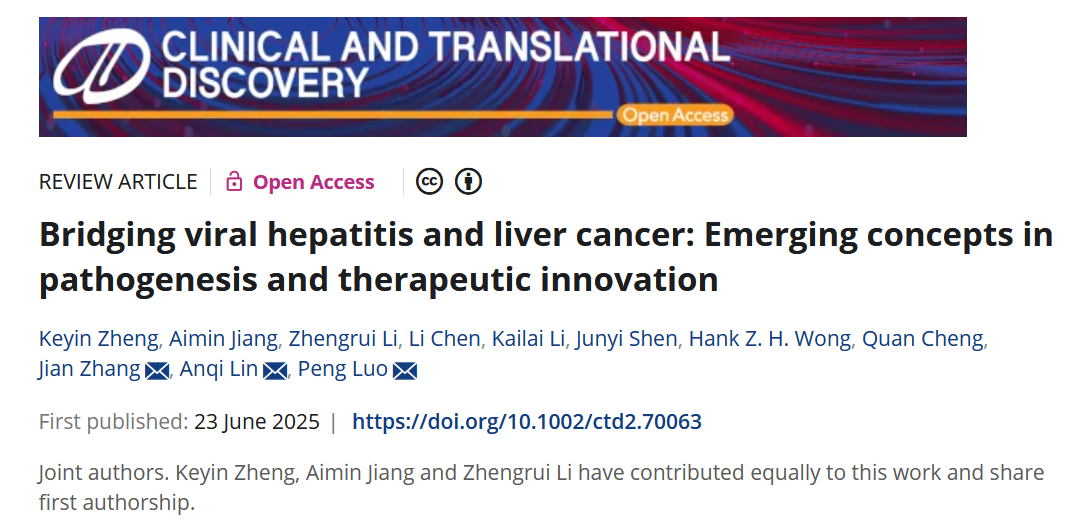 CLINICAL AND TRANSLATIONAL
DISCOVERY
Open Access
REVIEW ARTICLE Open Access cc
Bridging viral hepatitis and liver cancer: Emerging concepts in
pathogenesis and therapeutic innovation
Keyin Zheng, Aimin Jiang, Zhengrui Li, Li Chen, Kailai Li, Junyi Shen, Hank Z. H. Wong, Quan Cheng,
Jian Zhang, Anqi Lin, Peng Luo
First published: 23 June 2025 | https://doi.org/10.1002/ctd2.70063
Joint authors. Keyin Zheng, Aimin Jiang and Zhengrui Li have contributed equally to this work and share
first authorship.